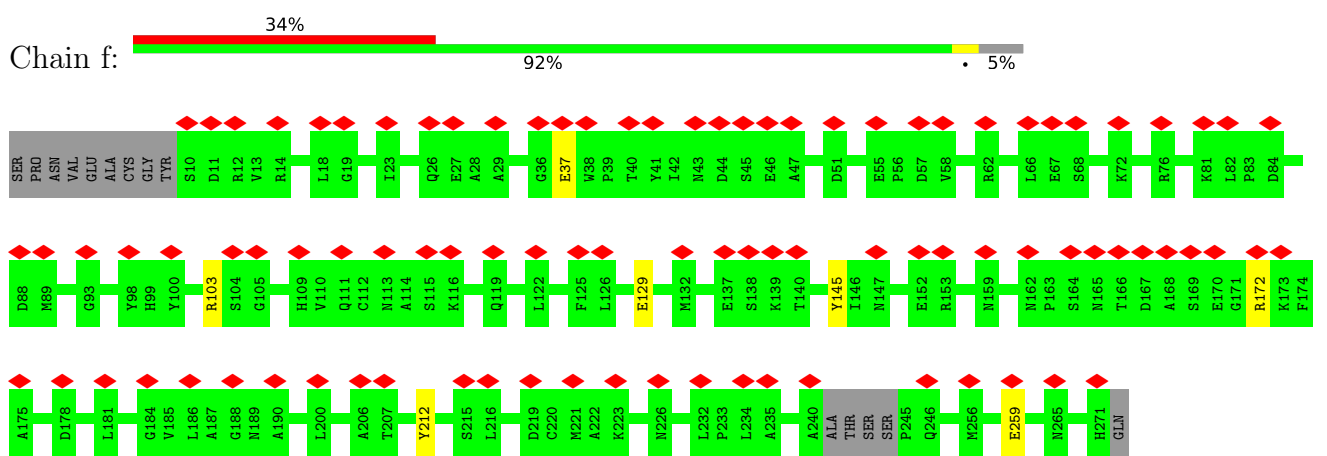 34%
Chain f:
92% • 5%
SER PRO ASN VAL GLU ALA CYS GLY TYR S10 D11 R12 V13 R14 L18 G19 I23 Q26 E27 A28 A29 G36 E37 W38 P39 T40 Y41 I42 N43 D44 S45 E46 A47 D51 E55 P56 D57 V58 R62 L66 E67 S68 K72 R76 K81 L82 P83 D84
D88 M89 G93 Y98 H99 Y100 R103 S104 G105 H109 V110 Q111 C112 N113 A114 S115 K116 Q119 L122 F125 L126 E129 M132 E137 S138 K139 T140 Y145 I146 N147 E152 R153 N159 N162 P163 S164 N165 T166 D167 A168 S169 E170 G171 R172 K173 F174
A175 D178 L181 G184 V185 L186 A187 G188 N189 A190 L200 A206 T207 Y212 S215 L216 D219 C220 M221 A222 K223 N226 L232 P233 L234 A235 A240 ALA THR SER SER P245 Q246 M256 E259 N265 H271 GLN